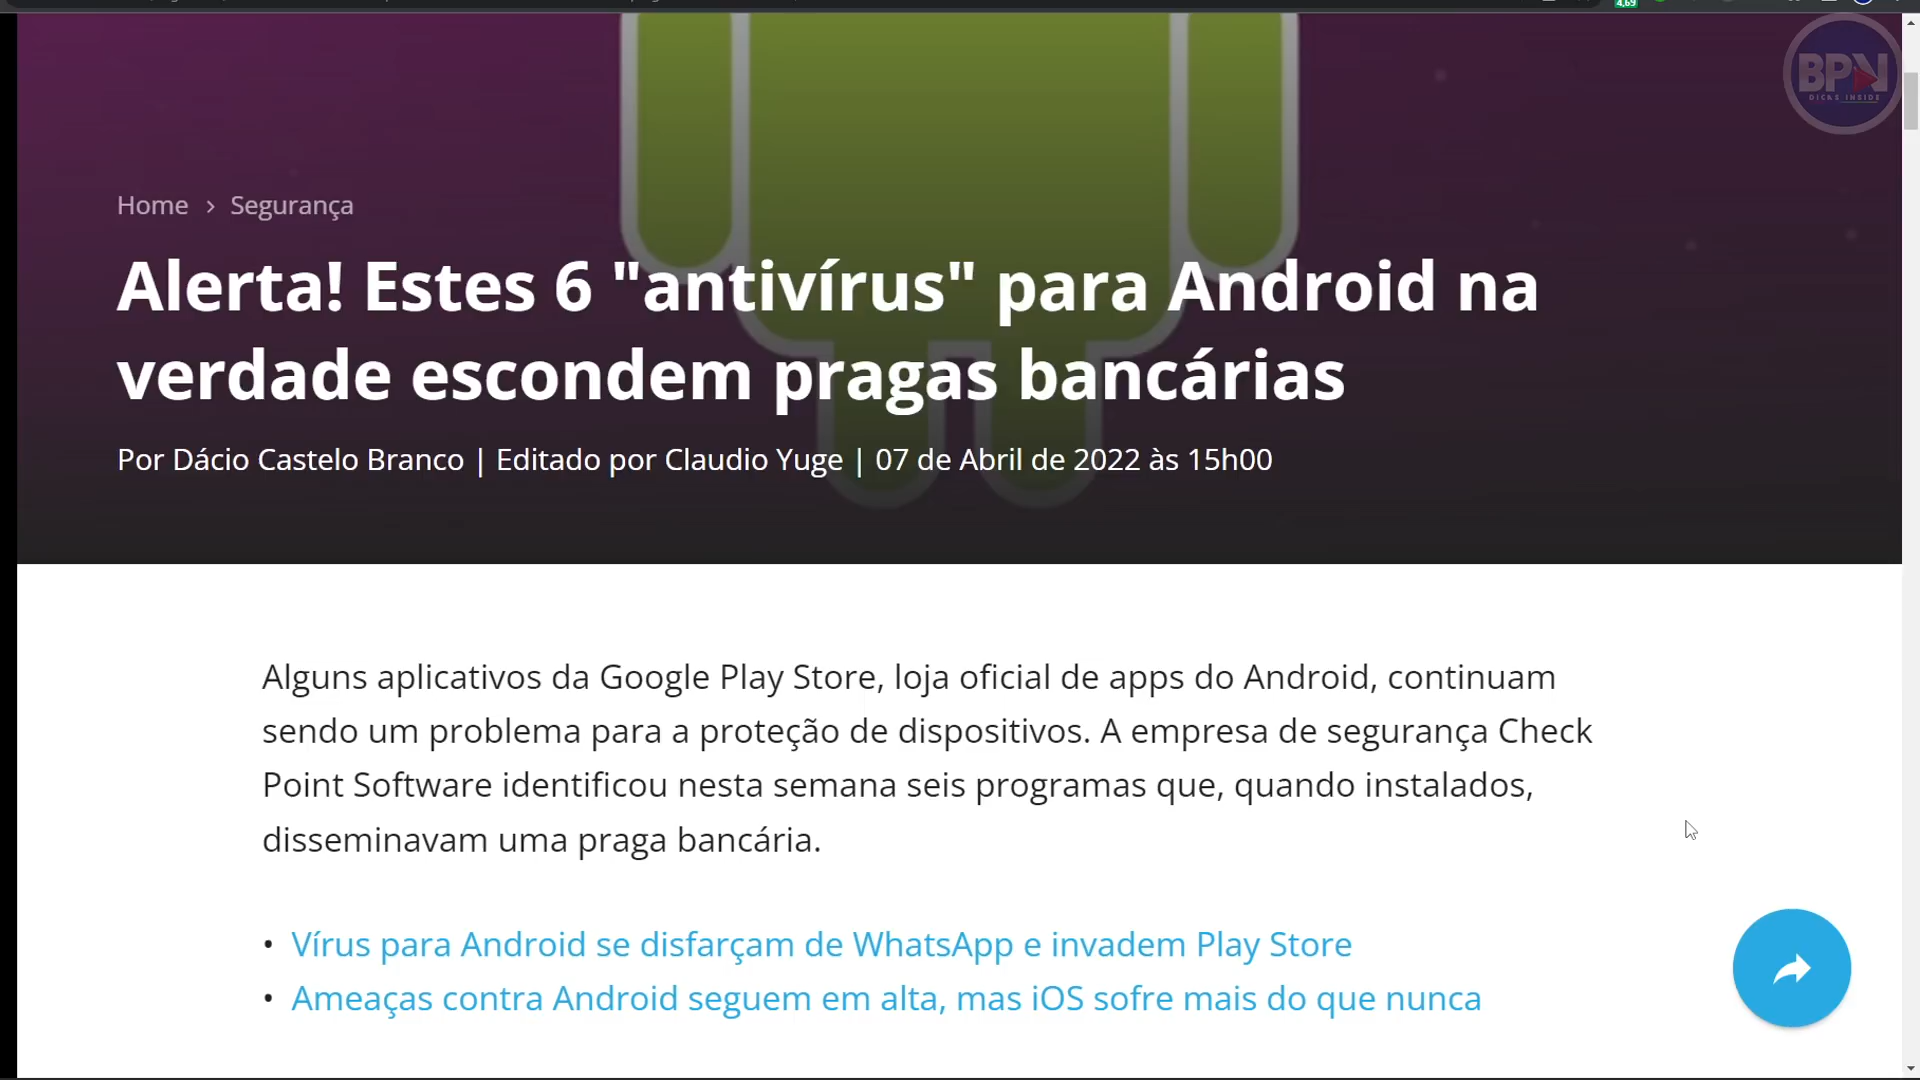 4,69
BPN
DICAS INSIDE
Home > Segurança
Alerta! Estes 6 "antivírus" para Android na
verdade escondem pragas bancárias
Por Dácio Castelo Branco | Editado por Claudio Yuge | 07 de Abril de 2022 às 15h00
Alguns aplicativos da Google Play Store, loja oficial de apps do Android, continuam
sendo um problema para a proteção de dispositivos. A empresa de segurança Check
Point Software identificou nesta semana seis programas que, quando instalados,
disseminavam uma praga bancária.
• Vírus para Android se disfarçam de WhatsApp e invadem Play Store
• Ameaças contra Android seguem em alta, mas iOS sofre mais do que nunca